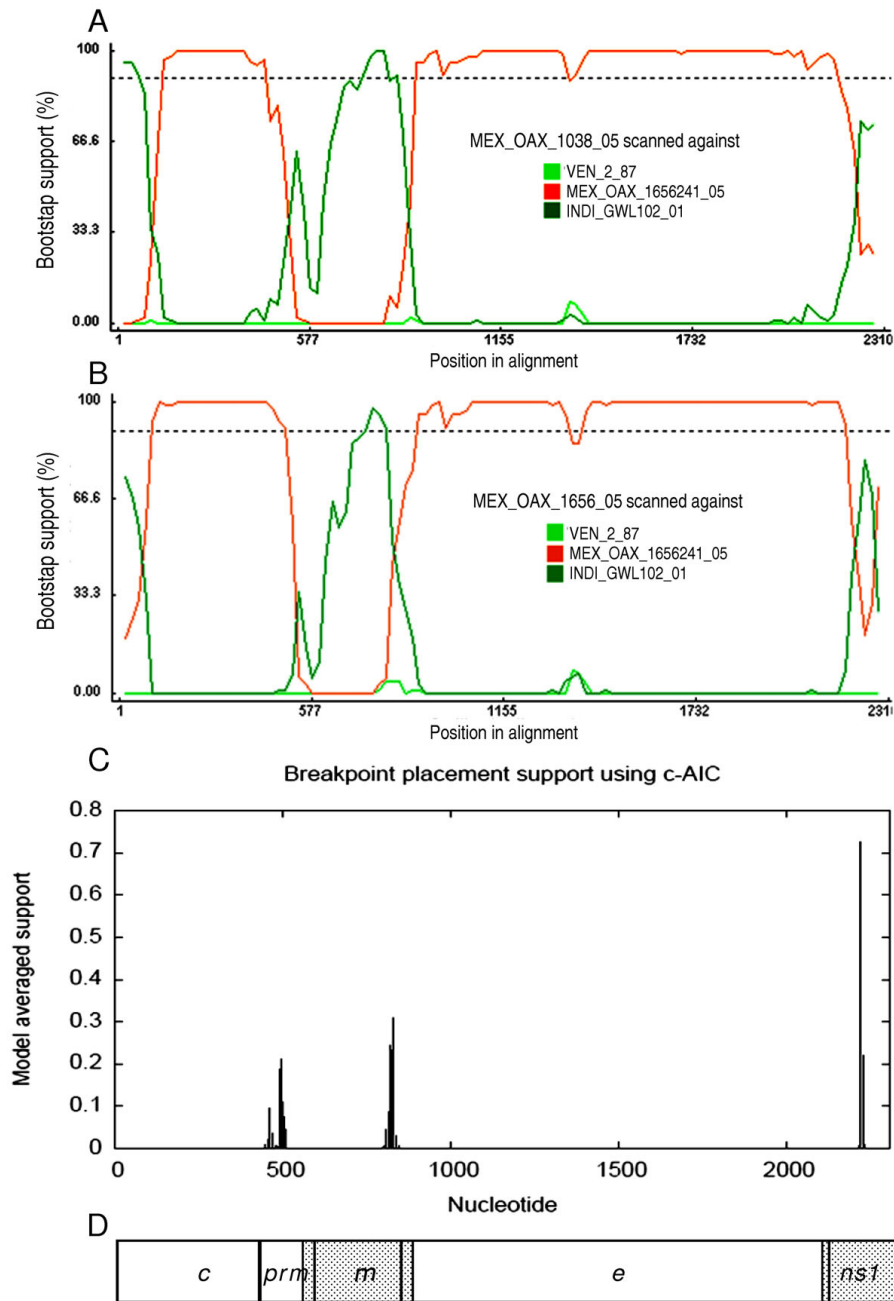 A
100
66.6
33.3
0.00
Bootstap support (%)
MEX_OAX_1038_05 scanned against
VEN_2_87
MEX_OAX_1656241_05
INDI_GWL102_01
1
577
1155
1732
2310
Position in alignment
B
100
66.6
33.3
0.00
Bootstap support (%)
MEX_OAX_1656_05 scanned against
VEN_2_87
MEX_OAX_1656241_05
INDI_GWL102_01
1
577
1155
1732
2310
Position in alignment
C
Breakpoint placement support using c-AIC
0.8
0.7
0.6
0.5
0.4
0.3
0.2
0.1
0
Model averaged support
0
500
1000
1500
2000
Nucleotide
D
c
prm
m
e
ns1